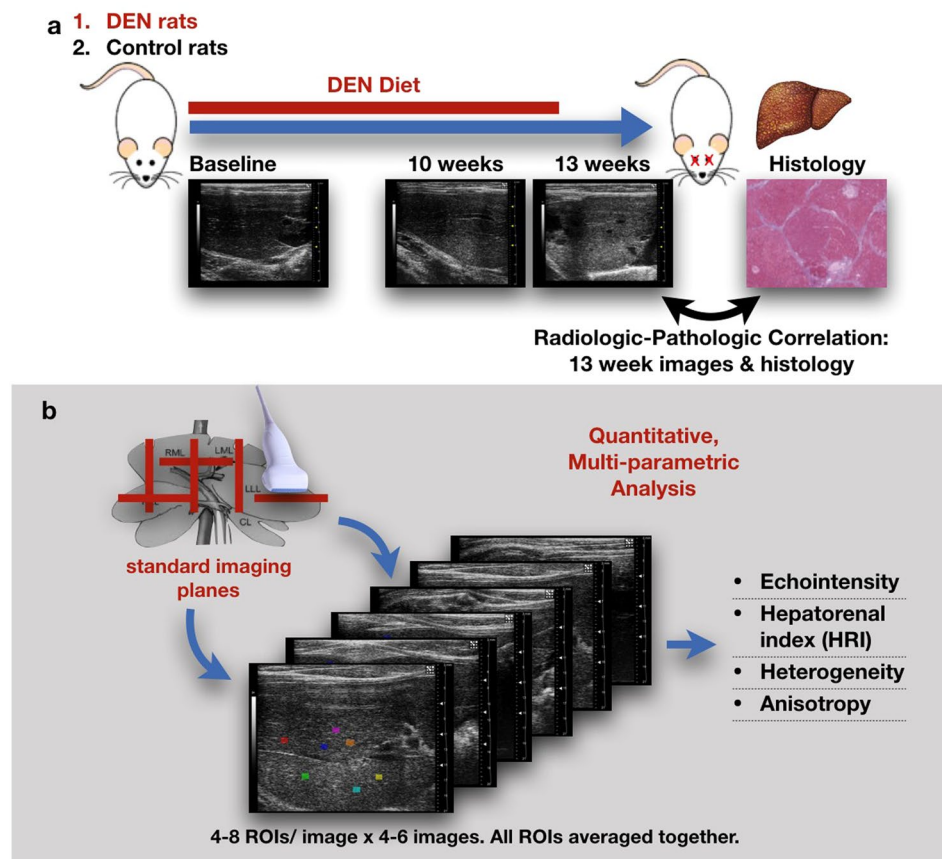 a
1. DEN rats
2. Control rats
DEN Diet
Baseline
10 weeks
13 weeks
Histology
Radiologic-Pathologic Correlation:
13 week images & histology
b
RML
LML
LLL
CL
standard imaging
planes
Quantitative,
Multi-parametric
Analysis
• Echointensity
• Hepatorenal
index (HRI)
• Heterogeneity
• Anisotropy
4-8 ROIs/ image x 4-6 images. All ROIs averaged together.